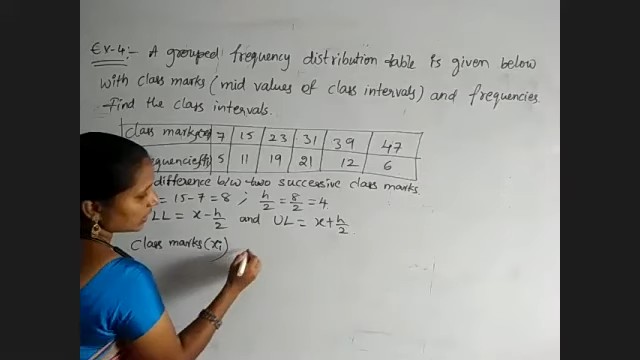 Ex-4:- A grouped frequency distribution table is given below
with class marks (mid values of class intervals) and frequencies
Find the class intervals.
class marks 7 15 23 31 39 47
5 11 19 21 12 6
difference b/w two successive class marks.
= 15-7=8 ; h/2 = 8/2 = 4
LL = x - h/2 and UL = x + h/2
Class marks (xi)